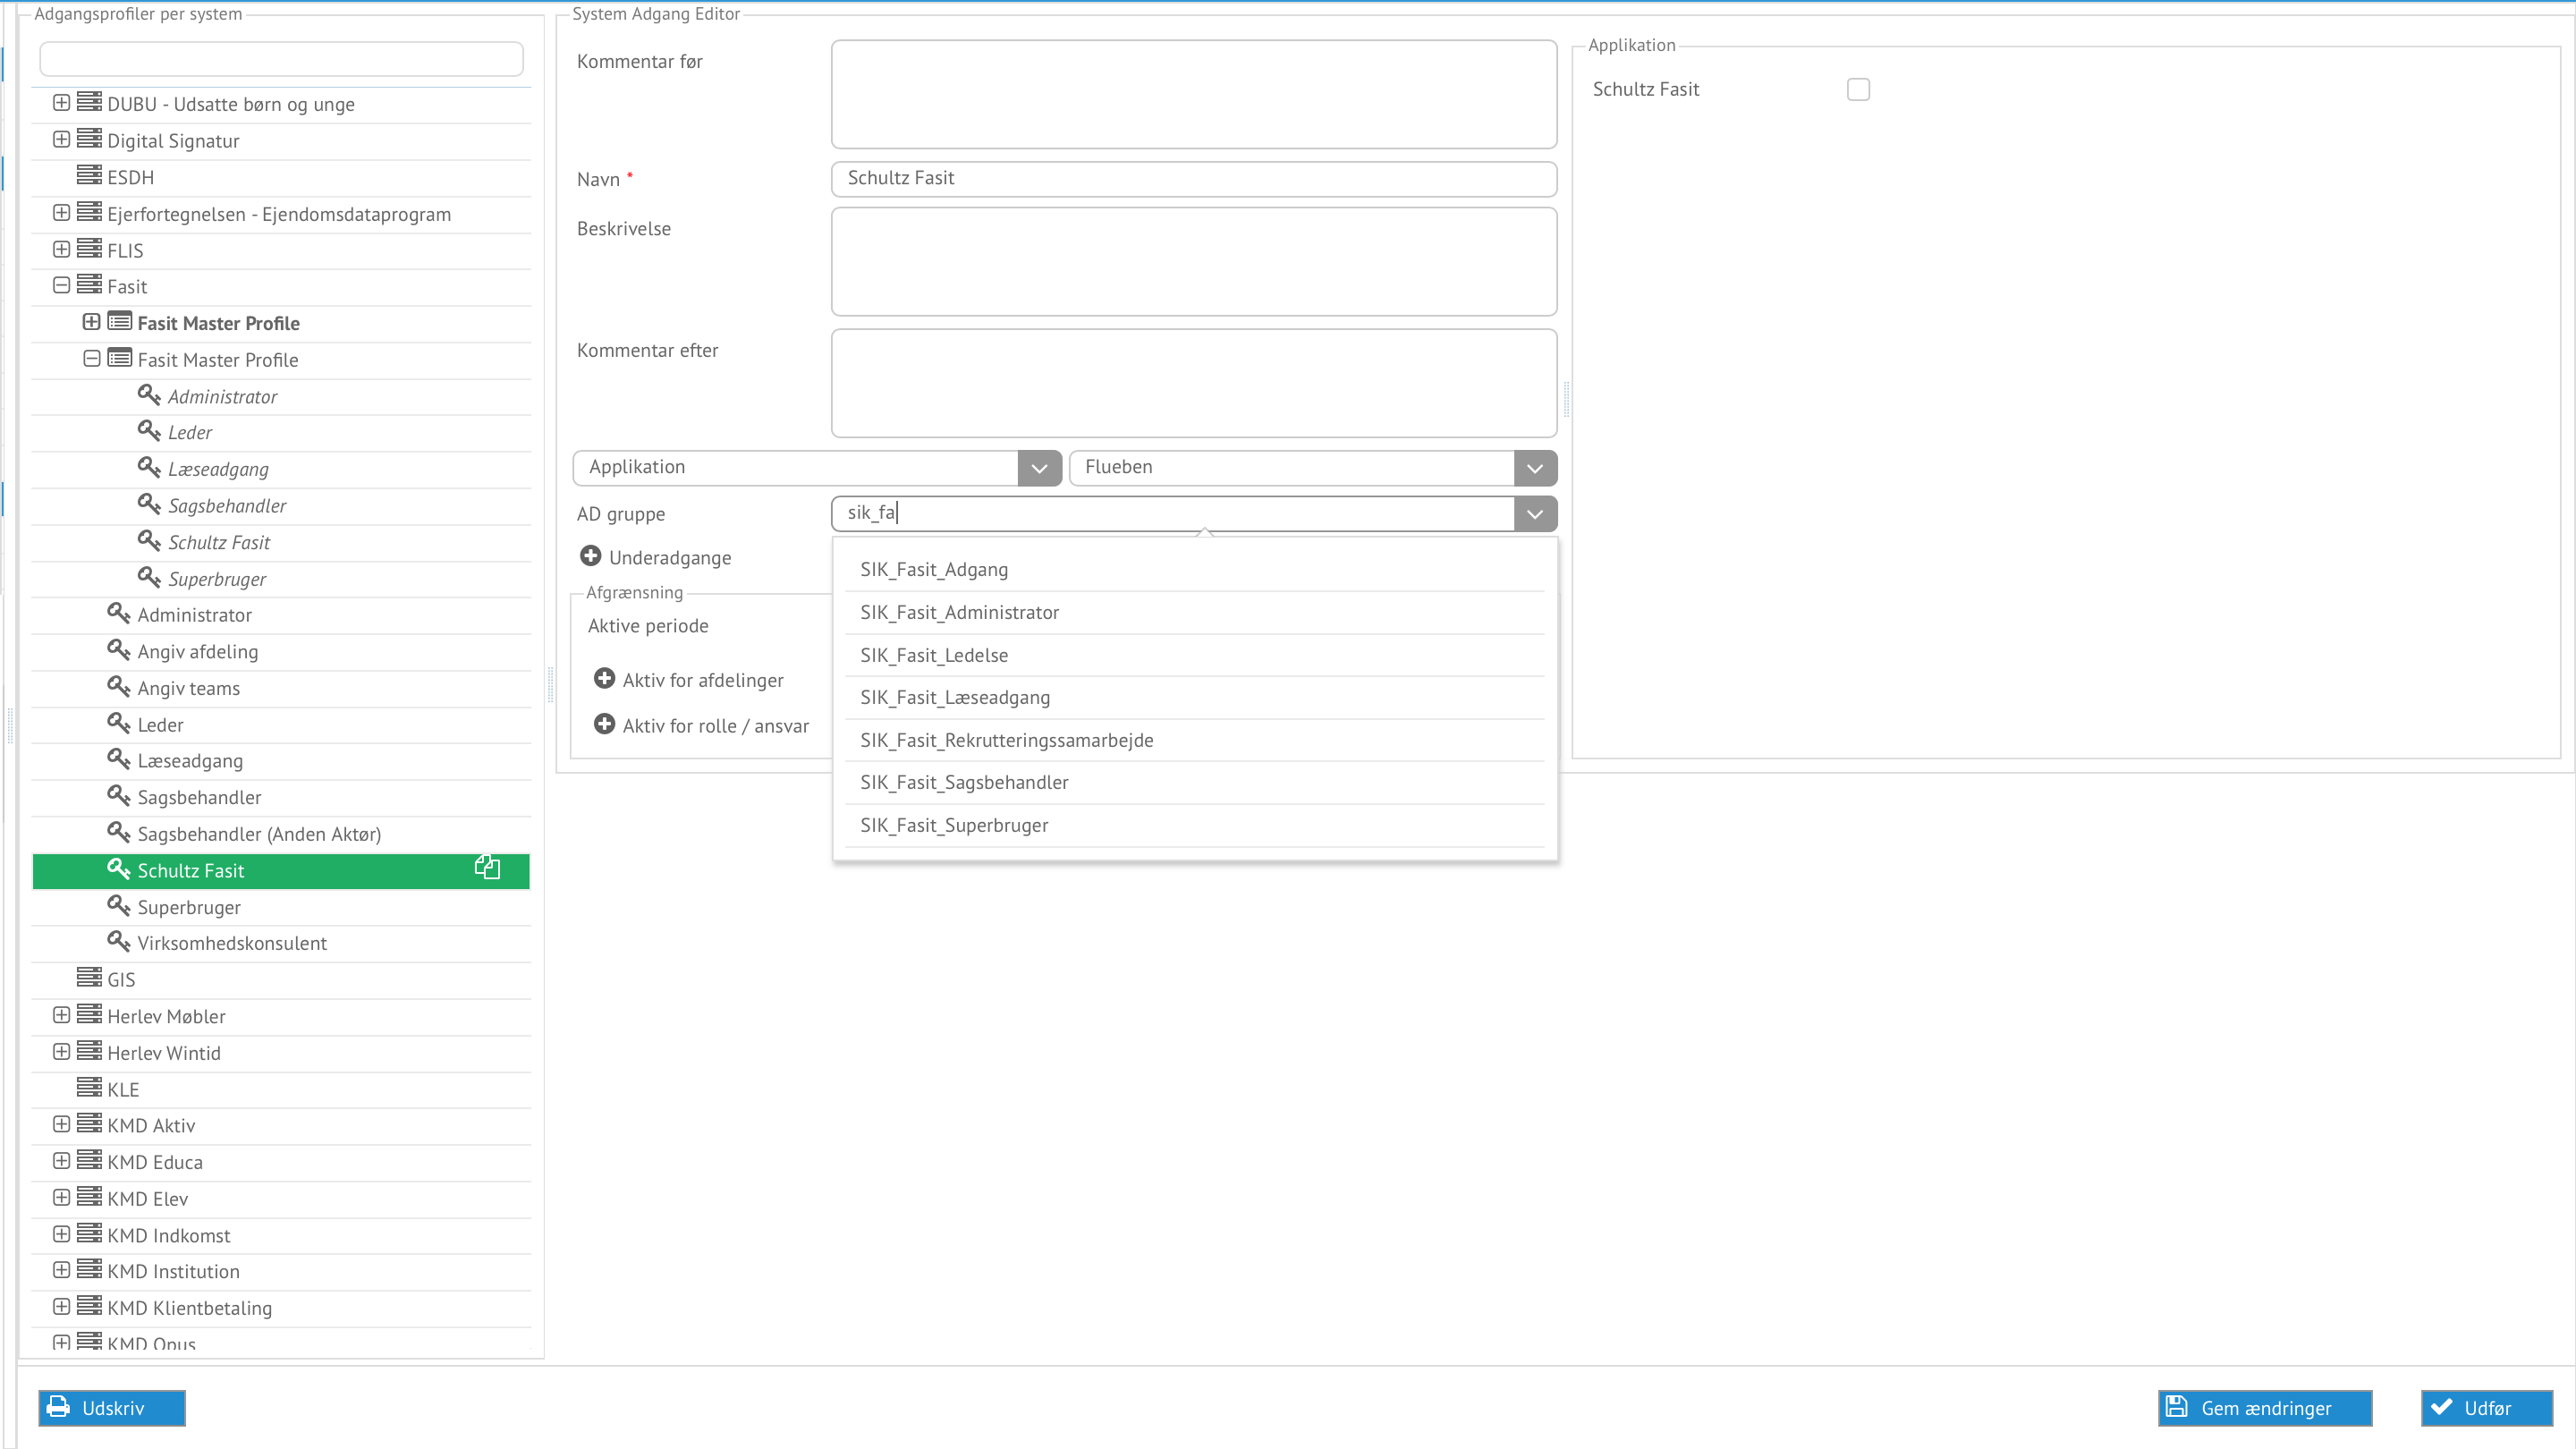 Adgangsprofiler per system
DUBU - Udsatte børn og unge
Digital Signatur
ESDH
Ejerfortegnelsen - Ejendomsdataprogram
FLIS
Fasit
Fasit Master Profile
Fasit Master Profile
Administrator
Leder
Læseadgang
Sagsbehandler
Schultz Fasit
Superbruger
Administrator
Angiv afdeling
Angiv teams
Leder
Læseadgang
Sagsbehandler
Sagsbehandler (Anden Aktør)
Schultz Fasit
Superbruger
Virksomhedskonsulent
GIS
Herlev Møbler
Herlev Wintid
KLE
KMD Aktiv
KMD Educa
KMD Elev
KMD Indkomst
KMD Institution
KMD Klientbetaling
KMD Opus
System Adgang Editor
Kommentar før
Navn * Schultz Fasit
Beskrivelse
Kommentar efter
Applikation Flueben
AD gruppe sik_fa
SIK_Fasit_Adgang
SIK_Fasit_Administrator
SIK_Fasit_Ledelse
SIK_Fasit_Læseadgang
SIK_Fasit_Rekrutteringssamarbejde
SIK_Fasit_Sagsbehandler
SIK_Fasit_Superbruger
Underadgange
Afgrænsning
Aktive periode
Aktiv for afdelinger
Aktiv for rolle / ansvar
Applikation
Schultz Fasit
Udskriv
Gem ændringer
Udfør